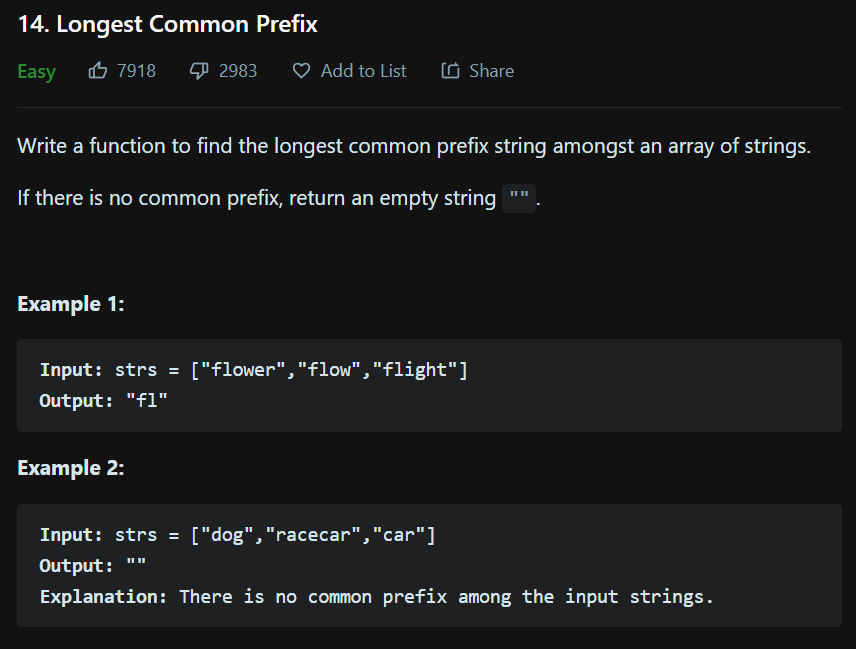 14. Longest Common Prefix
Easy 7918 2983 Add to List Share
Write a function to find the longest common prefix string amongst an array of strings.
If there is no common prefix, return an empty string "".
Example 1:
Input: strs = ["flower","flow","flight"]
Output: "fl"
Example 2:
Input: strs = ["dog","racecar","car"]
Output: ""
Explanation: There is no common prefix among the input strings.